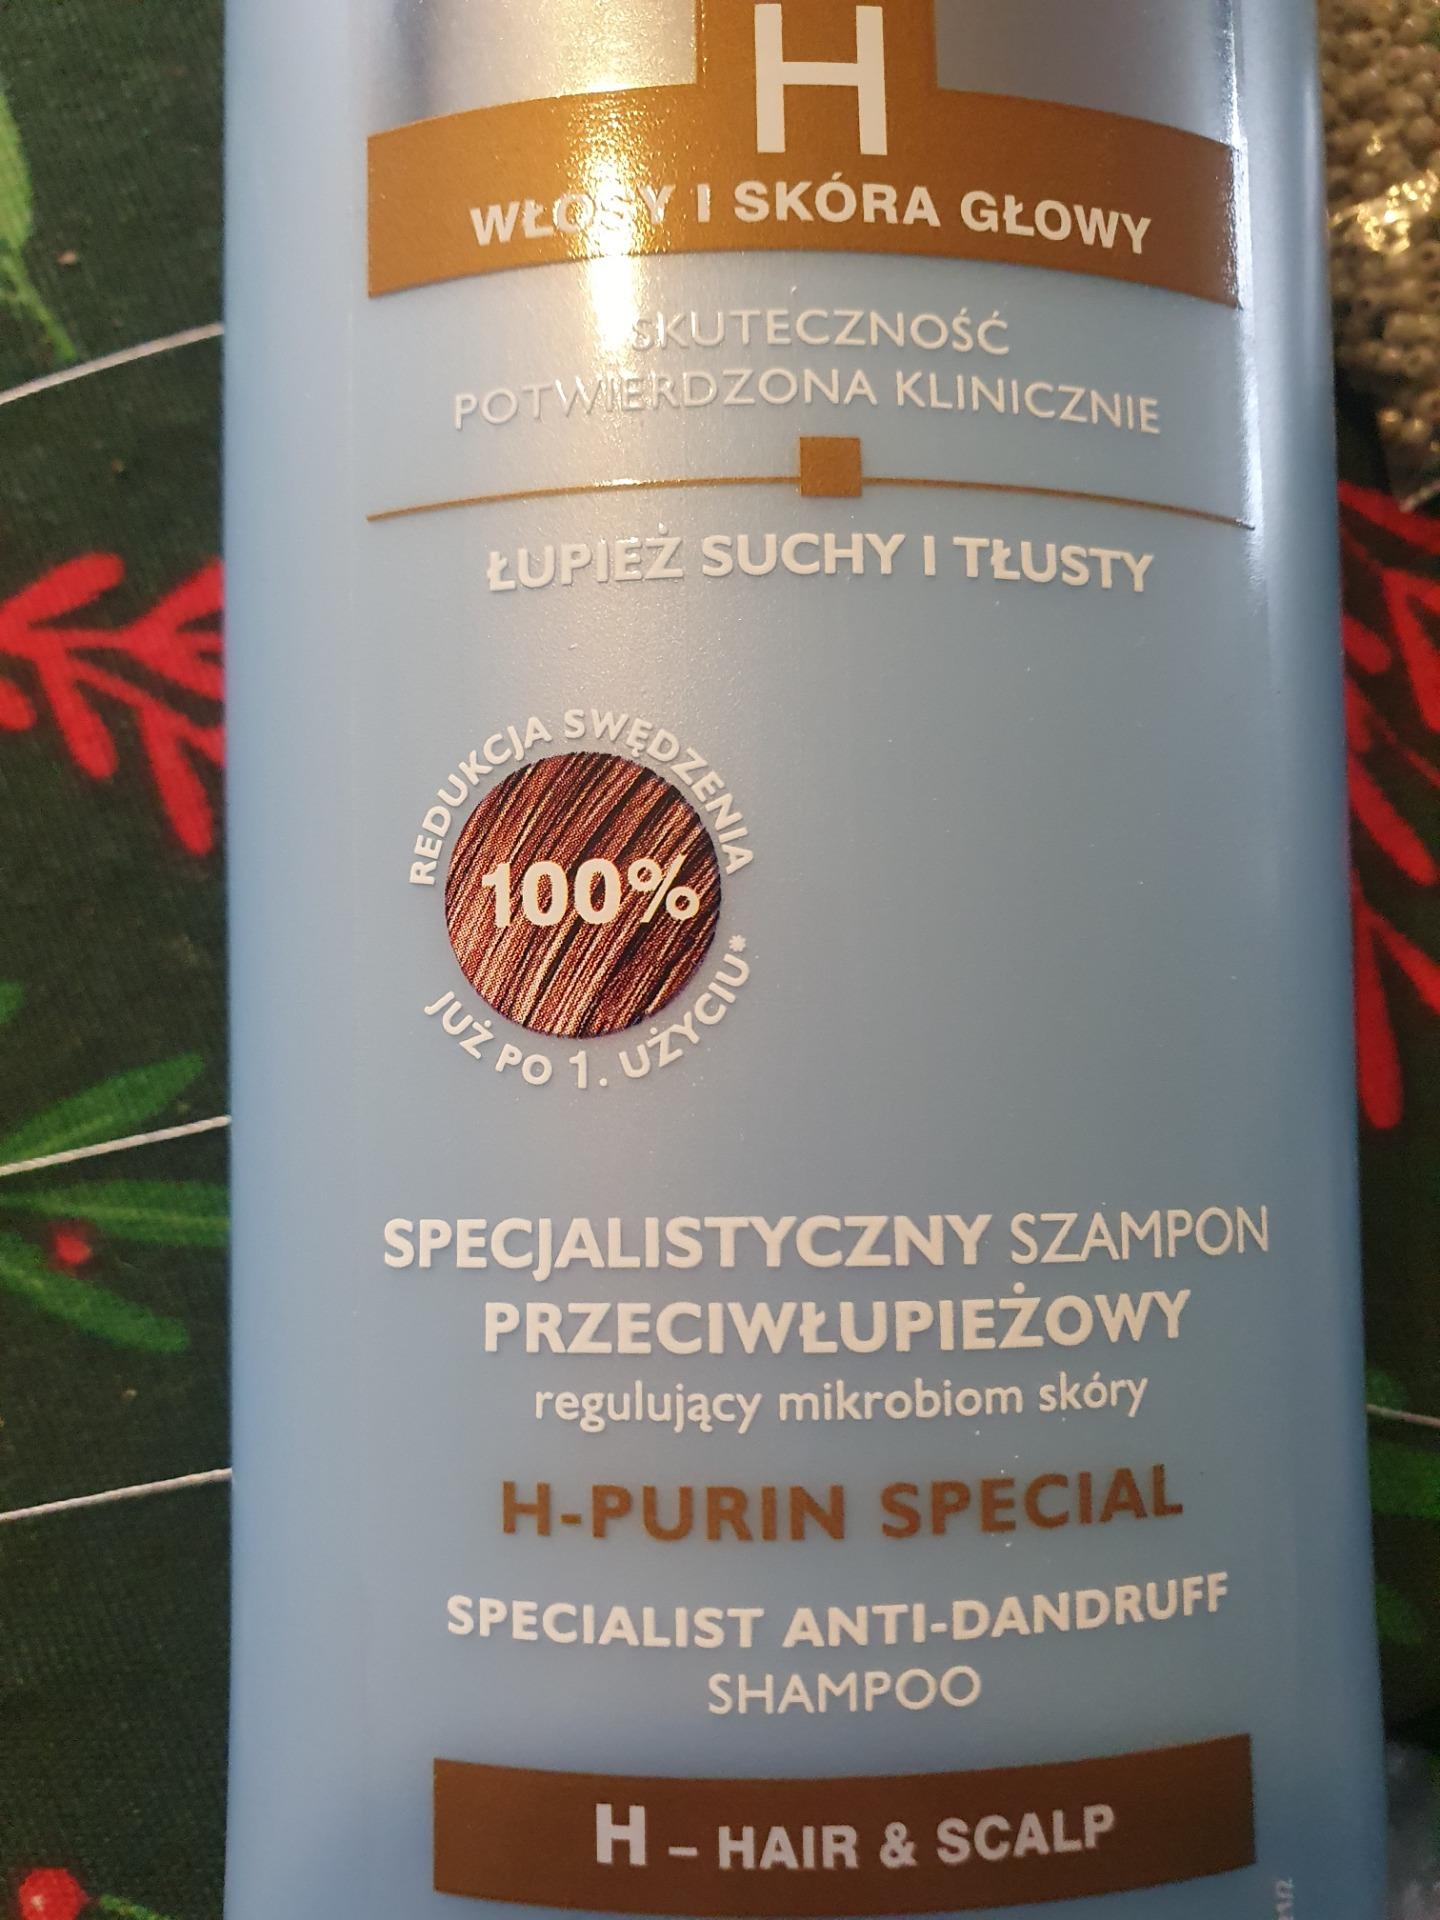 H
WŁOSY I SKÓRA GŁOWY
SKUTECZNOŚĆ
POTWIERDZONA KLINICZNIE
ŁUPIEŻ SUCHY I TŁUSTY
REDUKCJA SWĘDZENIA
100%
JUŻ PO 1. UŻYCIU*
SPECJALISTYCZNY SZAMPON
PRZECIWŁUPIEŻOWY
regulujący mikrobiom skóry
H-PURIN SPECIAL
SPECIALIST ANTI-DANDRUFF
SHAMPOO
H – HAIR & SCALP